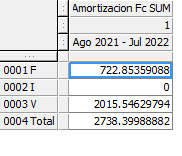 Amortizacion Fc SUM
1
Ago 2021 - Jul 2022
...
0001 F 722.85359088
0002 I 0
0003 V 2015.54629794
0004 Total 2738.39988882